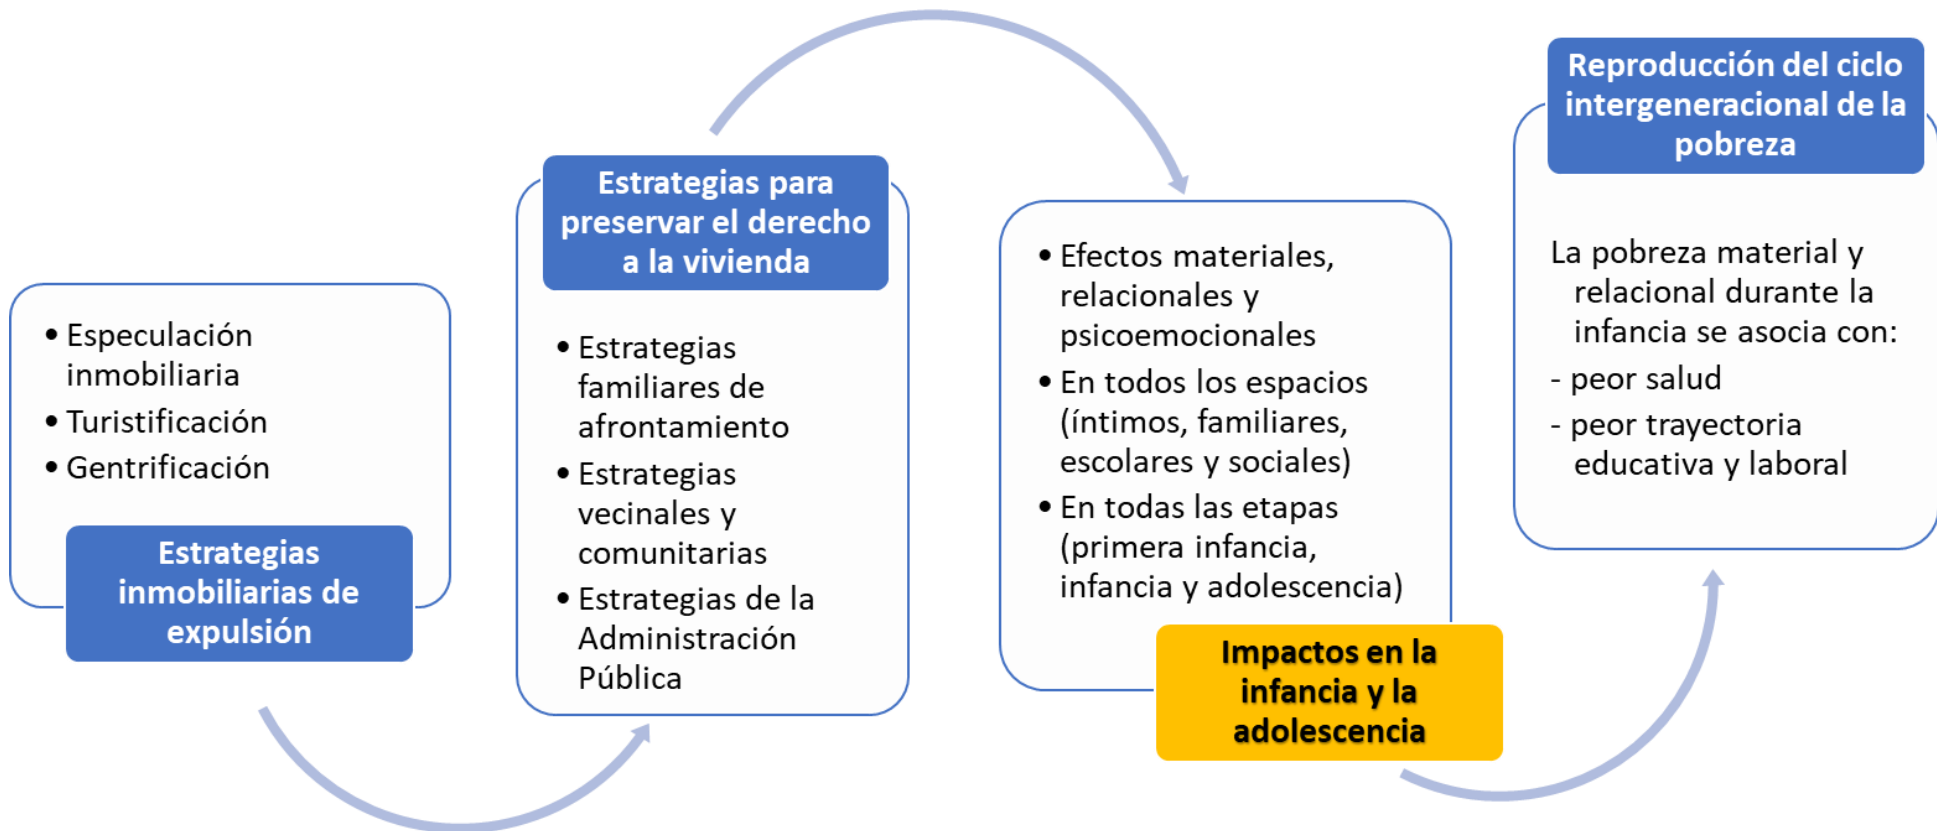 • Especulación
inmobiliaria
• Turistificación
• Gentrificación
Estrategias
inmobiliarias de
expulsión
Estrategias para
preservar el derecho
a la vivienda
• Estrategias
familiares de
afrontamiento
• Estrategias
vecinales y
comunitarias
• Estrategias de la
Administración
Pública
• Efectos materiales,
relacionales y
psicoemocionales
• En todos los espacios
(íntimos, familiares,
escolares y sociales)
• En todas las etapas
(primera infancia,
infancia y adolescencia)
Impactos en la
infancia y la
adolescencia
Reproducción del ciclo
intergeneracional de la
pobreza
La pobreza material y
relacional durante la
infancia se asocia con:
- peor salud
- peor trayectoria
educativa y laboral